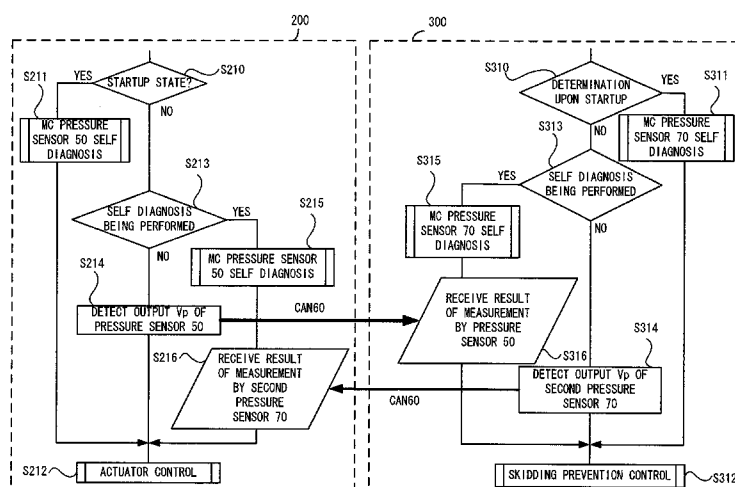 200
S210
STARTUP STATE?
YES
NO
S211
MC PRESSURE
SENSOR 50 SELF
DIAGNOSIS
S213
SELF DIAGNOSIS
BEING PERFORMED
YES
NO
S215
MC PRESSURE SENSOR
50 SELF DIAGNOSIS
S214
DETECT OUTPUT Vp OF
PRESSURE SENSOR 50
CAN60
S216
RECEIVE RESULT
OF MEASUREMENT
BY SECOND
PRESSURE
SENSOR 70
S212
ACTUATOR CONTROL
300
S310
DETERMINATION
UPON STARTUP
YES
NO
S311
MC PRESSURE
SENSOR 70 SELF
DIAGNOSIS
S313
SELF DIAGNOSIS
BEING PERFORMED
YES
NO
S315
MC PRESSURE
SENSOR 70 SELF
DIAGNOSIS
RECEIVE RESULT
OF MEASUREMENT
BY PRESSURE
SENSOR 50
S316
S314
DETECT OUTPUT Vp OF
SECOND PRESSURE
SENSOR 70
CAN60
SKIDDING PREVENTION CONTROL
S312